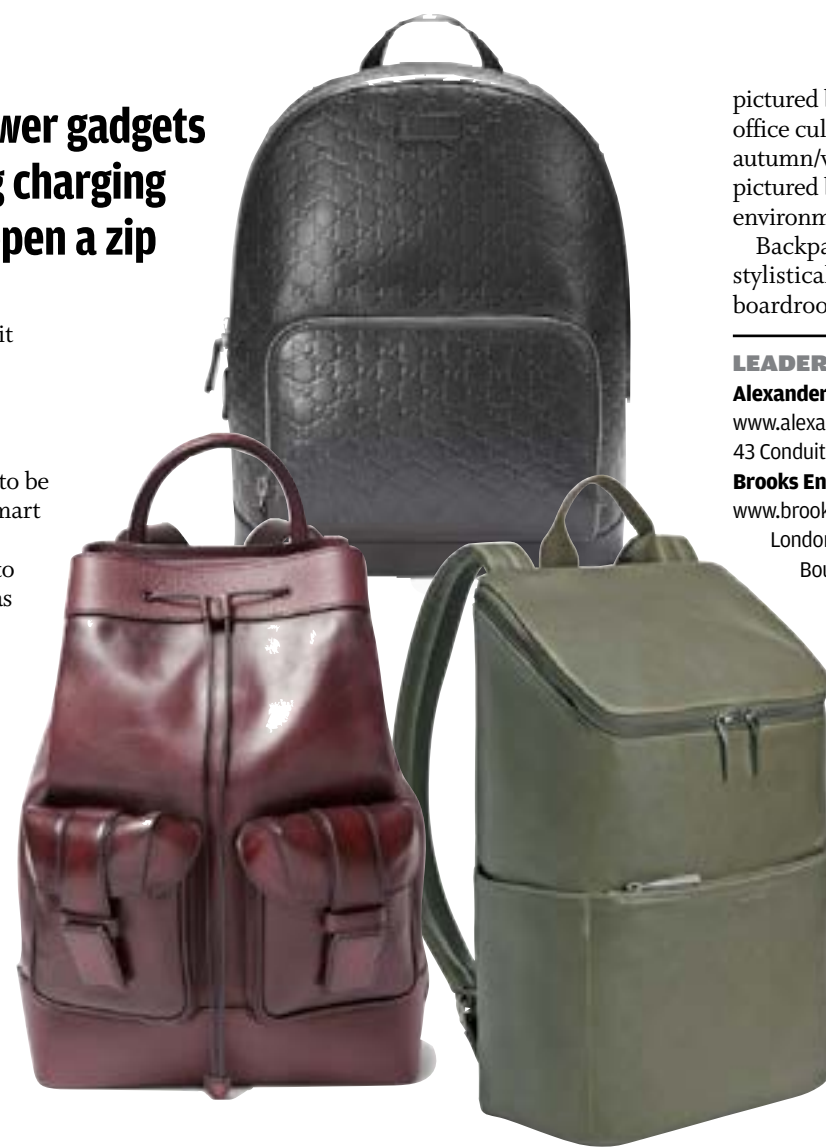 wer gadgets
charging
pen a zip
it
to be
mart
to
as
pictured
office cul
autumn/
pictured
environm
Backpa
stylistical
boardroo
LEADER
Alexander
www.alexa
43 Conduit
Brooks En
www.brook
London
Bou